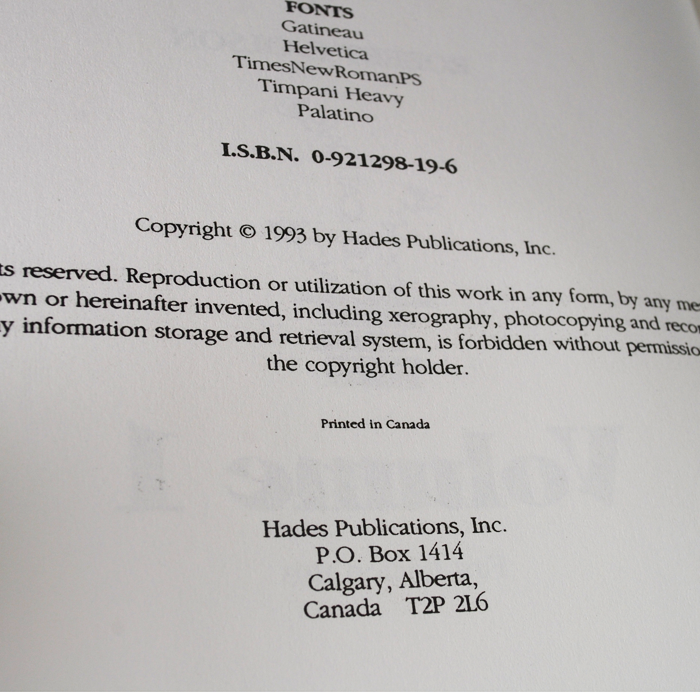 FONTS
Gatineau
Helvetica
TimesNewRomanPS
Timpani Heavy
Palatino
I.S.B.N. 0-921298-19-6
Copyright © 1993 by Hades Publications, Inc.
reserved. Reproduction or utilization of this work in any form, by any
or hereinafter invented, including xerography, photocopying and
information storage and retrieval system, is forbidden without
the copyright holder.
Printed in Canada
Hades Publications, Inc.
P.O. Box 1414
Calgary, Alberta,
Canada T2P 2L6